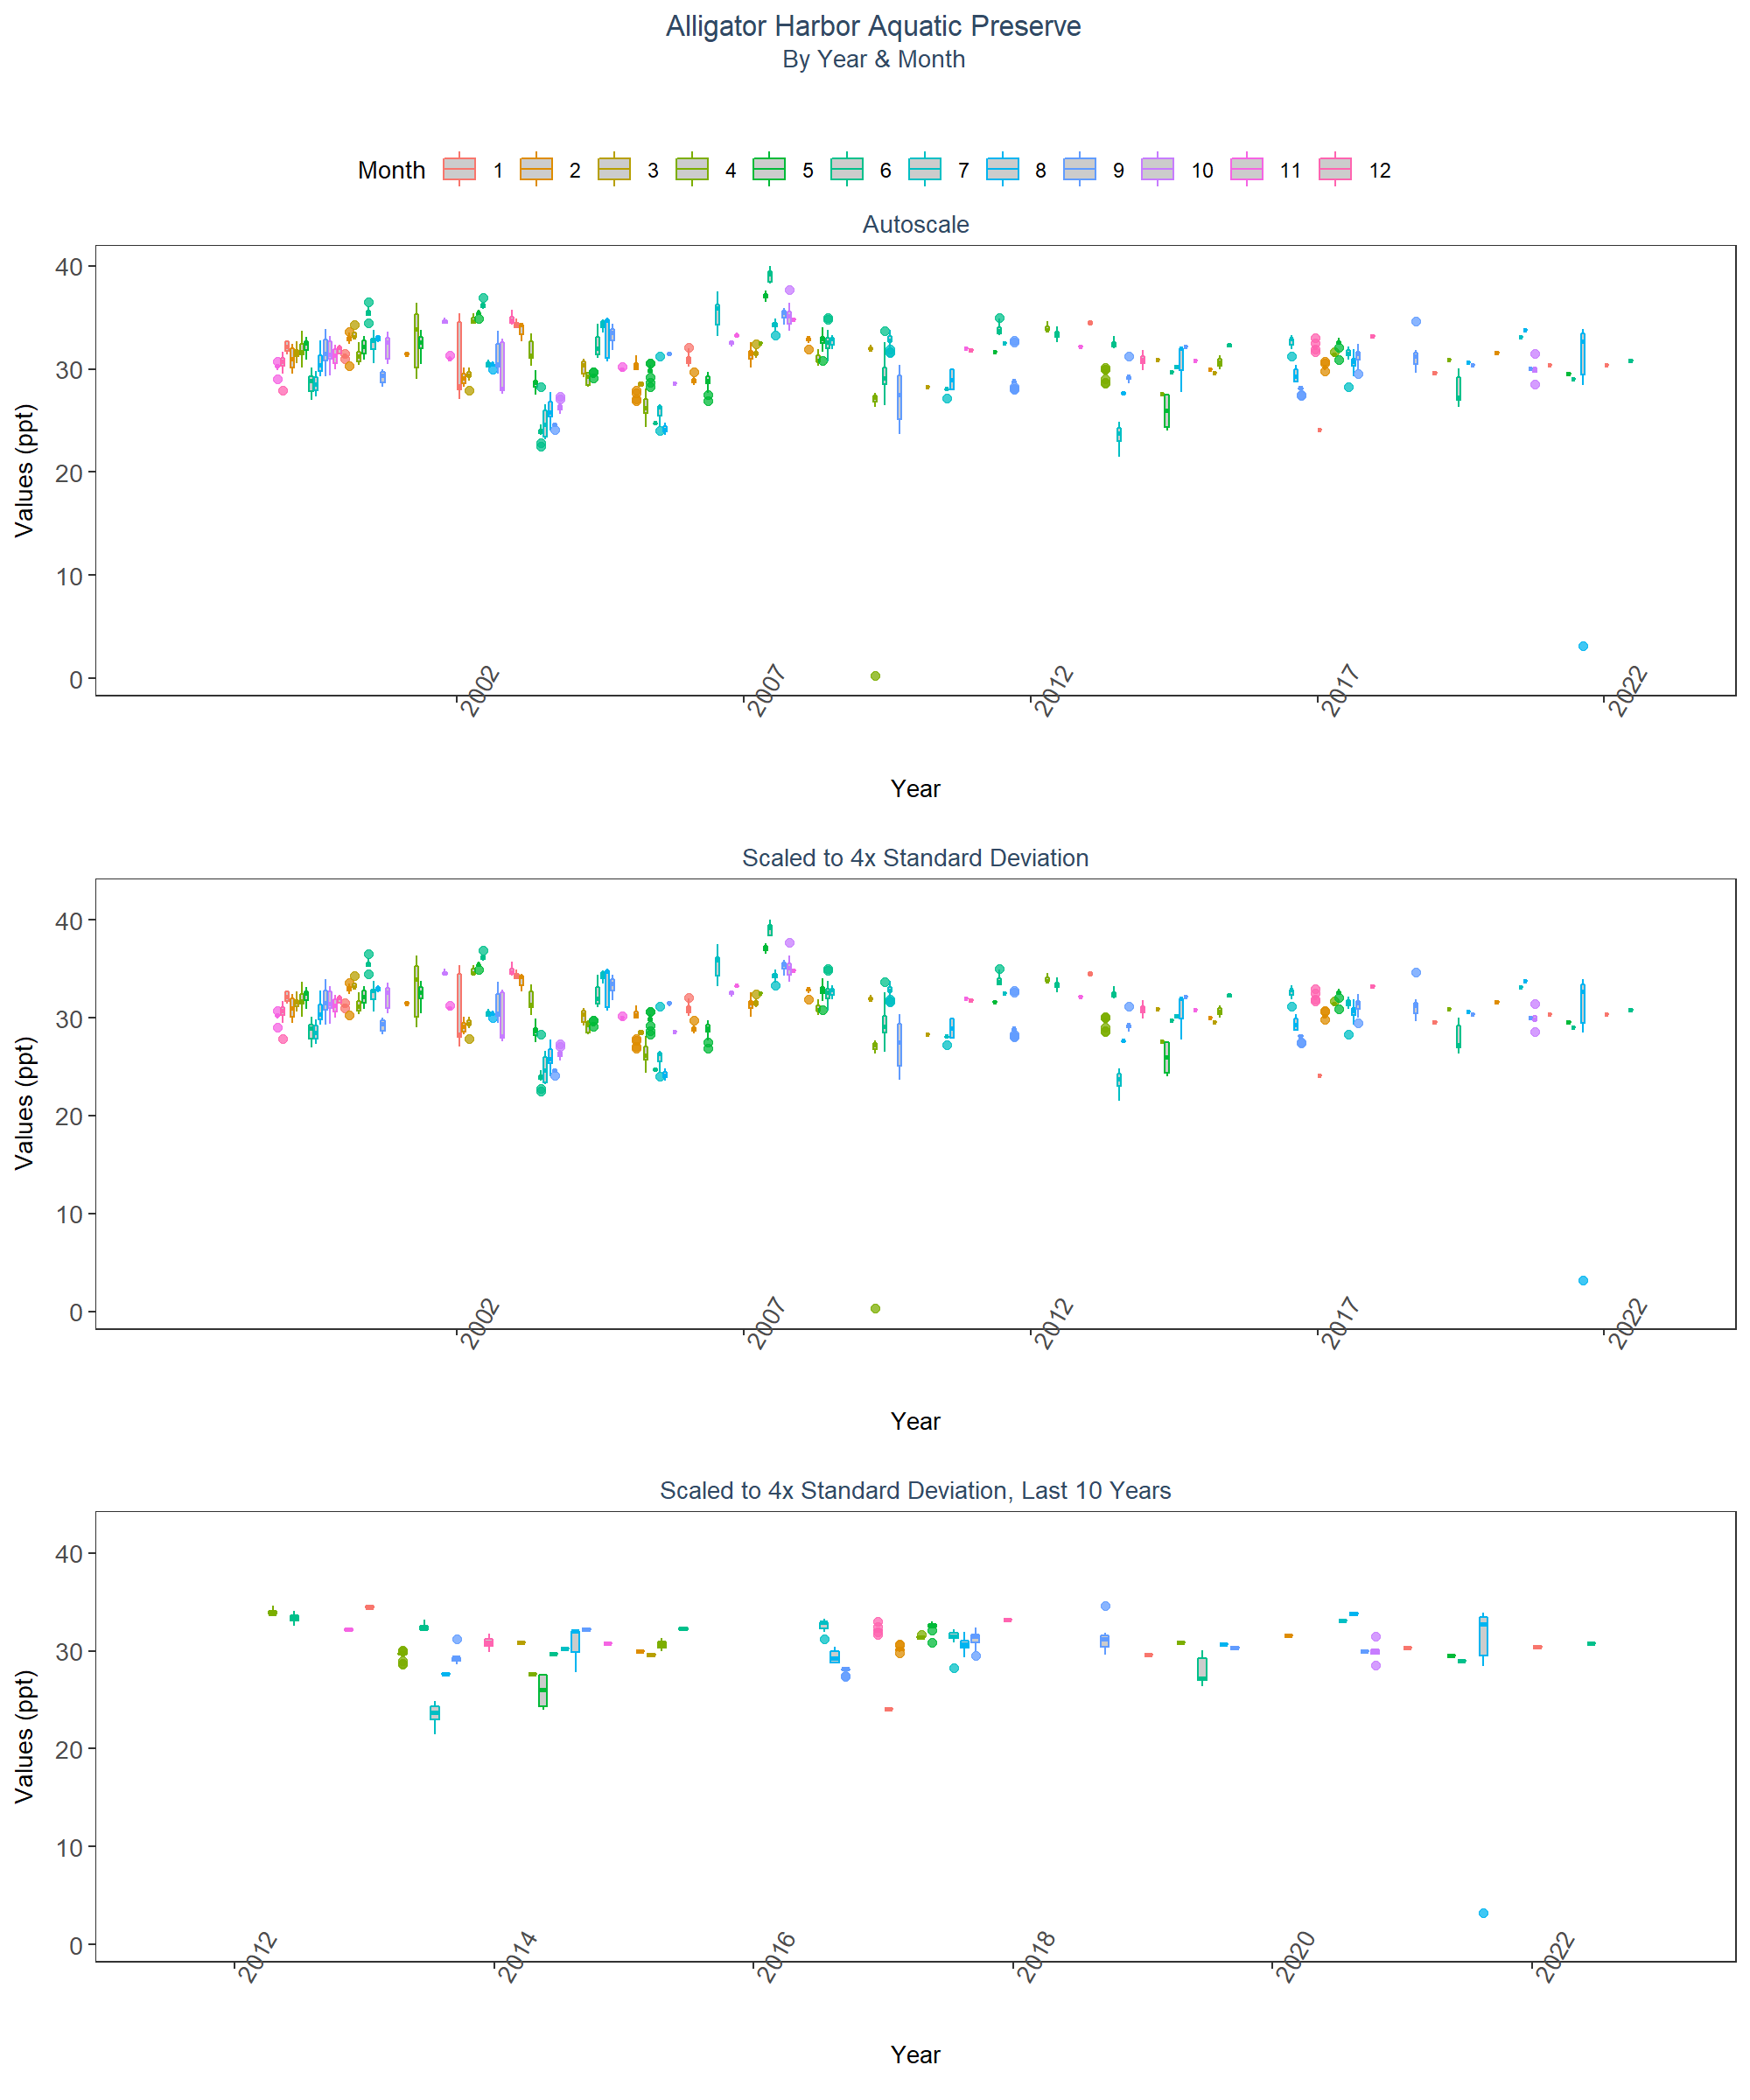 Alligator Harbor Aquatic Preserve
By Year & Month
Month 1 2 3 4 5 6 7 8 9 10 11 12
Autoscale
Values (ppt)
40
30
20
10
0
2002 2007 2012 2017 2022
Year
Scaled to 4x Standard Deviation
Values (ppt)
40
30
20
10
0
2002 2007 2012 2017 2022
Year
Scaled to 4x Standard Deviation, Last 10 Years
Values (ppt)
40
30
20
10
0
2012 2014 2016 2018 2020 2022
Year